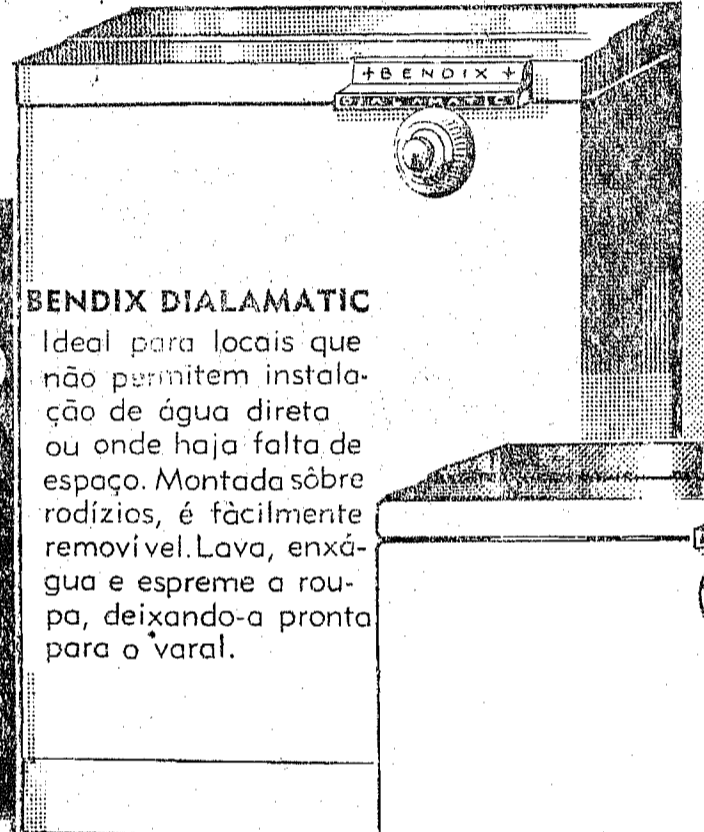 + BENDIX +
BENDIX DIALAMATIC
Ideal para locais que
não permitem instala-
ção de água direta
ou onde haja falta de
espaço. Montada sôbre
rodízios, é fàcilmente
removível. Lava, enxá-
gua e espreme a rou-
pa, deixando-a pronta
para o varal.